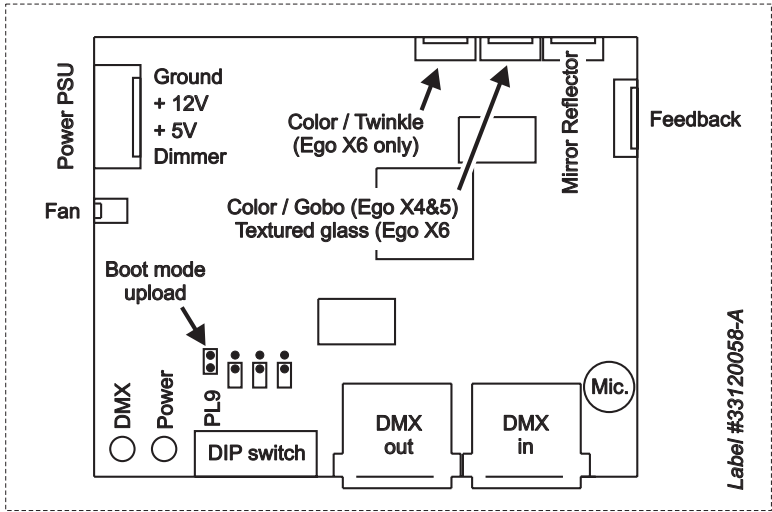 Power PSU
Ground
+ 12V
+ 5V
Dimmer
Color / Twinkle
(Ego X6 only)
Mirror Reflector
Feedback
Fan
Color / Gobo (Ego X4&5)
Textured glass (Ego X6
Boot mode
upload
DMX
Power
PL9
DIP switch
DMX
out
DMX
in
Mic.
Label #33120058-A